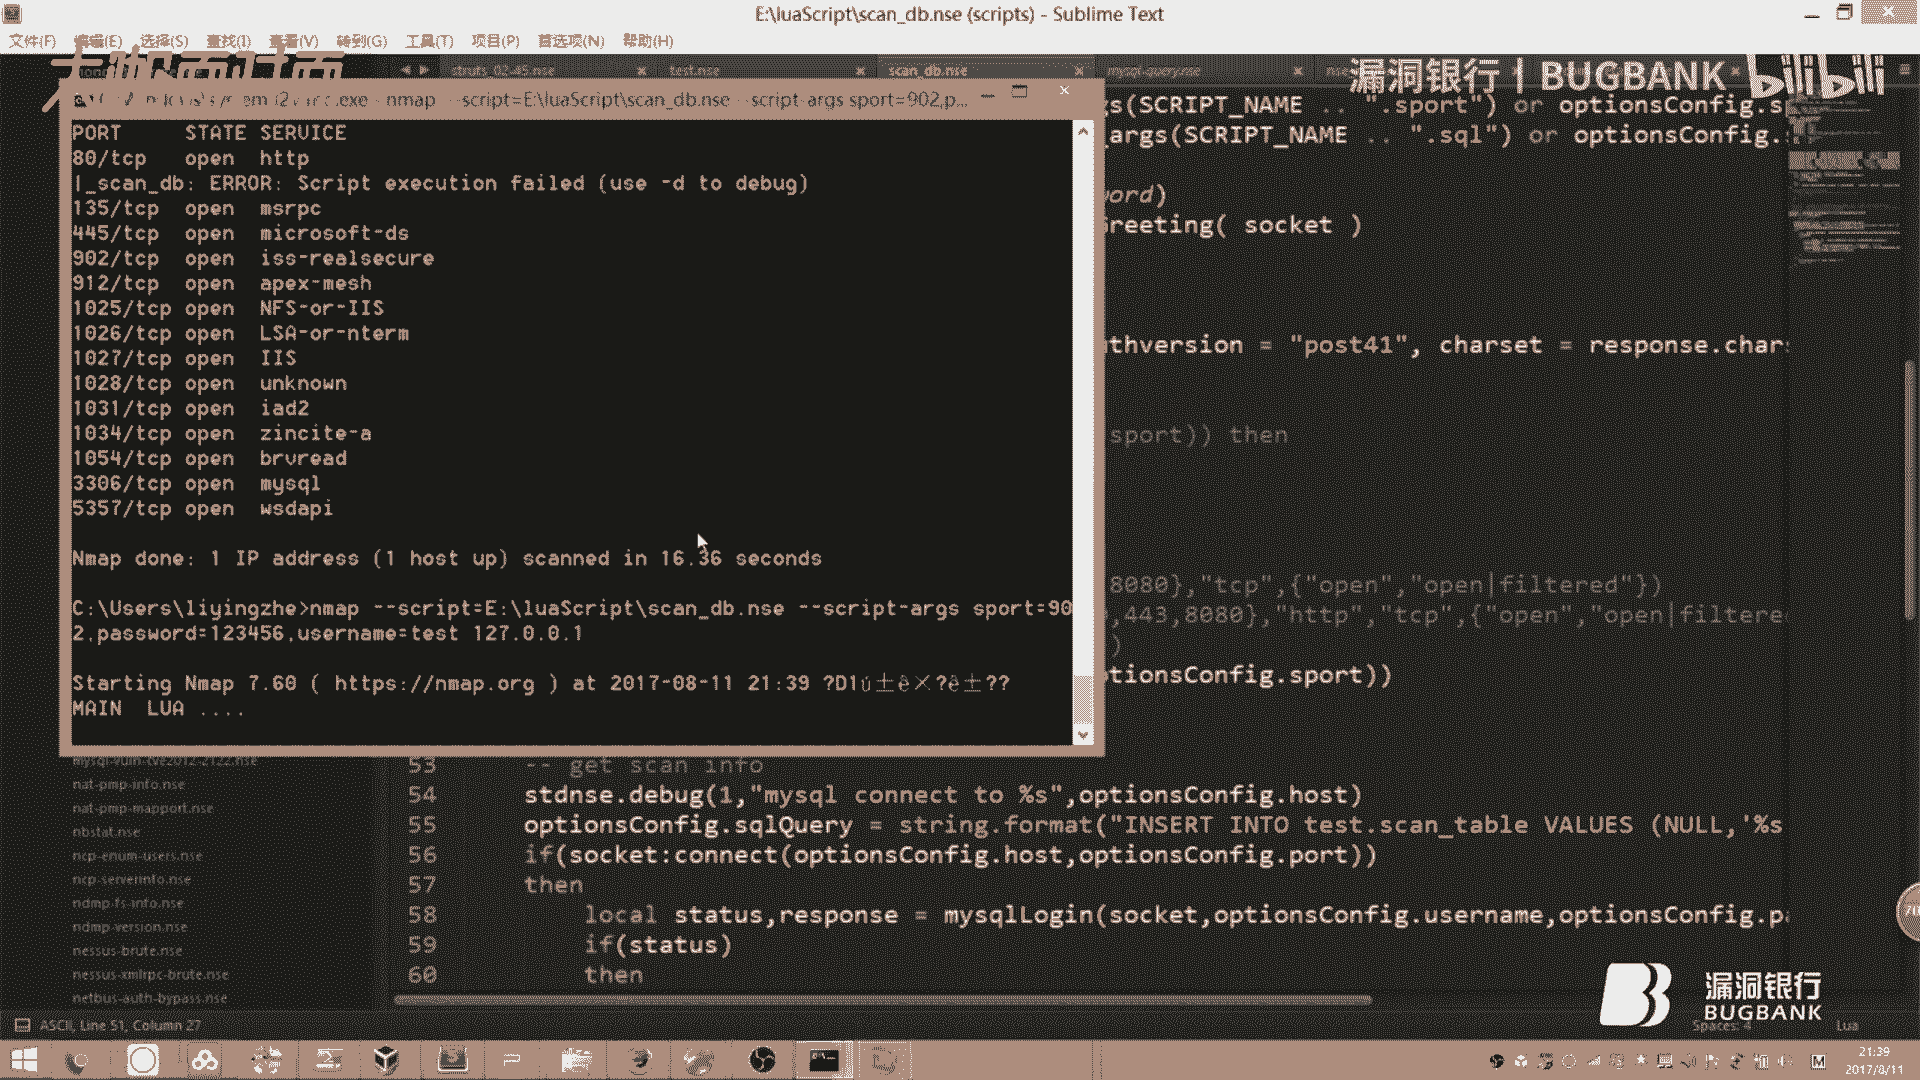 E:\luaScript\scan_db.nse (scripts) - Sublime Text
文件(F) 编辑(E) 选择(S) 查找(I) 查看(V) 转到(G) 工具(T) 项目(P) 首选项(N) 帮助(H)
大咖面对面
struts_02-45.nse
test.nse
scan_db.nse
mysql-query.nse
漏洞银行 | BUGBANK bilibili
.exe - nmap --script=E:\luaScript\scan_db.nse --script-args sport=902,p...
PORT STATE SERVICE
80/tcp open http
|_scan_db: ERROR: Script execution failed (use -d to debug)
135/tcp open msrpc
445/tcp open microsoft-ds
902/tcp open iss-realsecure
912/tcp open apex-mesh
1025/tcp open NFS-or-IIS
1026/tcp open LSA-or-nterm
1027/tcp open IIS
1028/tcp open unknown
1031/tcp open iad2
1034/tcp open zincite-a
1054/tcp open brvread
3306/tcp open mysql
5357/tcp open wsdapi
Nmap done: 1 IP address (1 host up) scanned in 16.36 seconds
C:\Users\liyingzhe>nmap --script=E:\luaScript\scan_db.nse --script-args sport=90
2,password=123456,username=test 127.0.0.1
Starting Nmap 7.60 ( https://nmap.org ) at 2017-08-11 21:39 ?D1ú±ê×?ê±??
MAIN LUA ....
gs(SCRIPT_NAME .. ".sport") or optionsConfig.sp
args(SCRIPT_NAME .. ".sql") or optionsConfig.
ord)
reeting( socket )
thversion = "post41", charset = response.char
sport)) then
8080},"tcp",{"open","open|filtered"})
,443,8080},"http","tcp",{"open","open|filtere
)
ptionsConfig.sport))
53 -- get scan info
54 stdnse.debug(1,"mysql connect to %s",optionsConfig.host)
55 optionsConfig.sqlQuery = string.format("INSERT INTO test.scan_table VALUES (NULL,'%s
56 if(socket:connect(optionsConfig.host,optionsConfig.port))
57 then
58 local status,response = mysqlLogin(socket,optionsConfig.username,optionsConfig.pa
59 if(status)
60 then
mysql-vuln-cve2012-2122.nse
nat-pmp-info.nse
nat-pmp-mapport.nse
nbstat.nse
ncp-enum-users.nse
ncp-serverinfo.nse
ndmp-fs-info.nse
ndmp-version.nse
nessus-brute.nse
nessus-xmlrpc-brute.nse
netbus-auth-bypass.nse
漏洞银行
BUGBANK
ASCII, Line 51, Column 27
Spaces: 4
Lua
21:39
2017/8/11